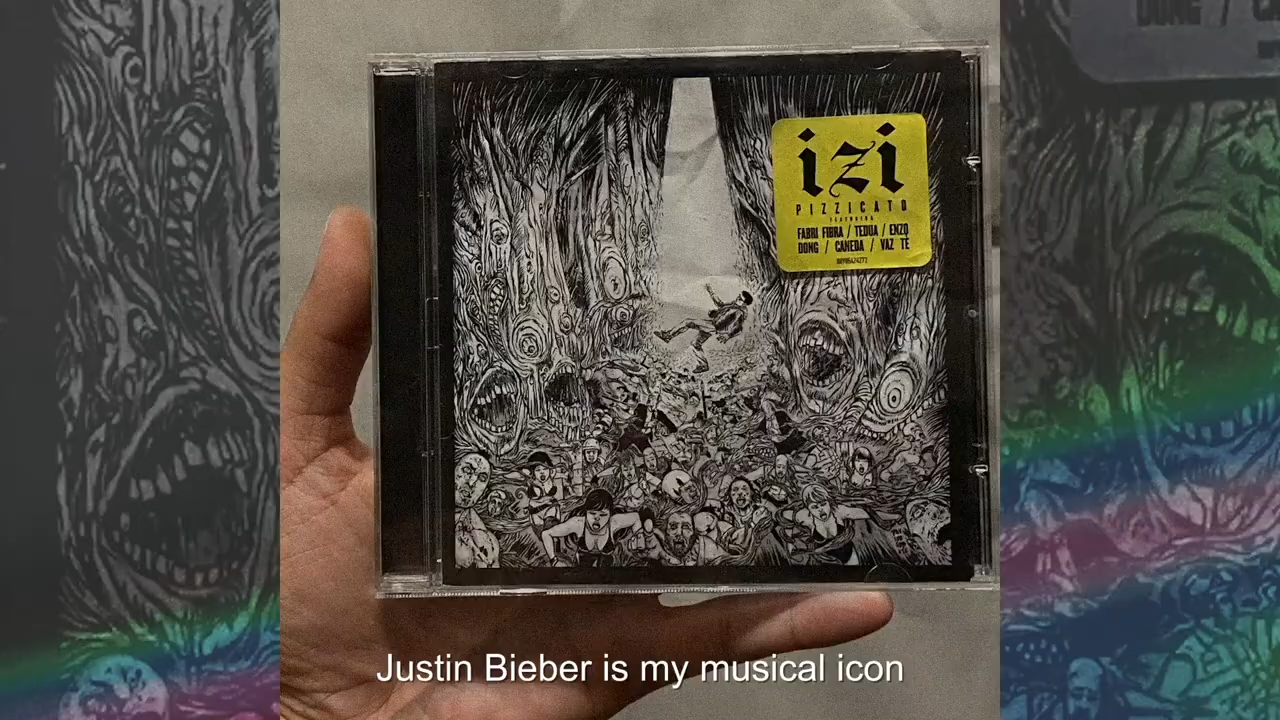 izi
PIZZICATO
FEATURING
FABRI FIBRA / TEDUA / ENZO
DONG / CANEDA / VAZ TÈ
Justin Bieber is my musical icon